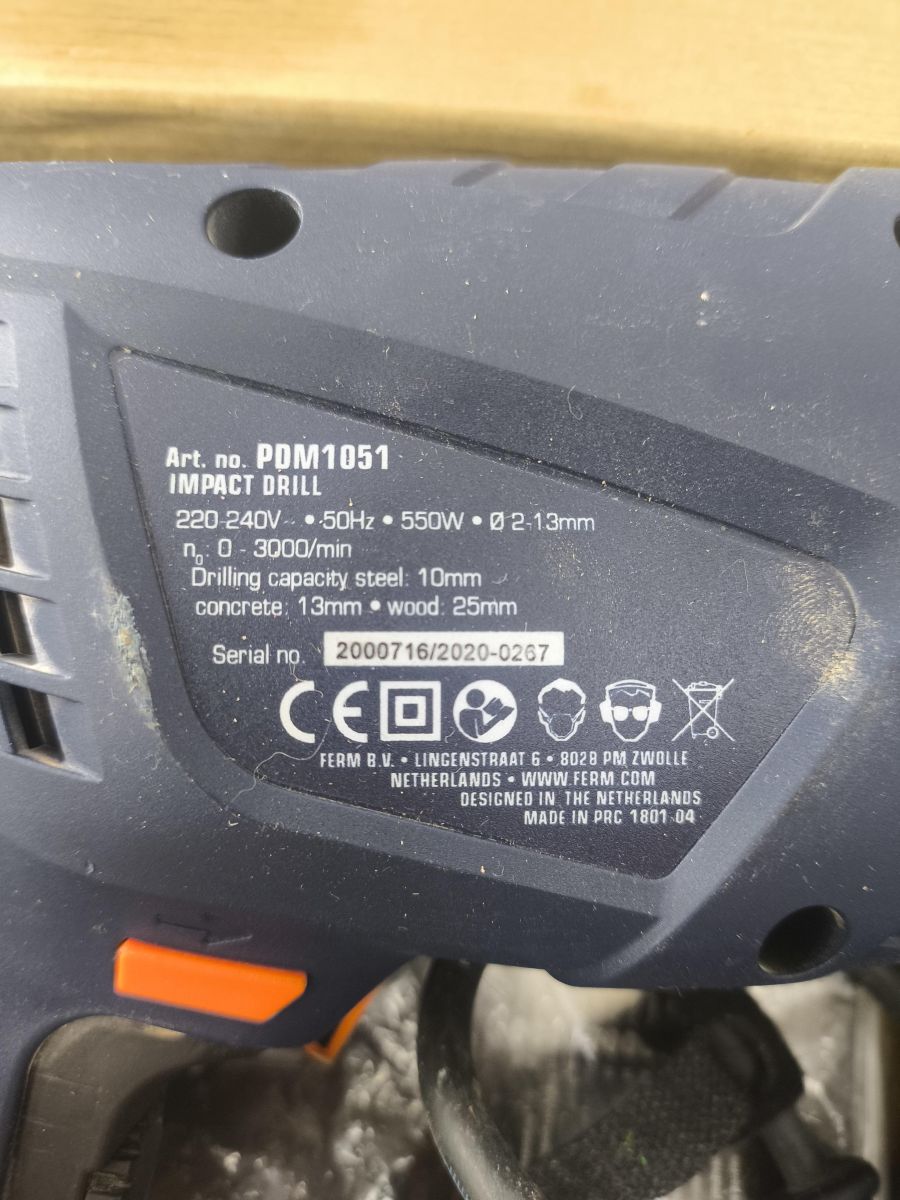 Art. no. PDM1051
IMPACT DRILL
220-240V~ • 50Hz • 550W • Ø 2-13mm
n₀: 0 - 3000/min
Drilling capacity steel: 10mm
concrete: 13mm • wood: 25mm
Serial no. 2000716/2020-0267
CE
FERM B.V. • LINGENSTRAAT 6 • 8028 PM ZWOLLE
NETHERLANDS • WWW.FERM.COM
DESIGNED IN THE NETHERLANDS
MADE IN PRC 1801-04